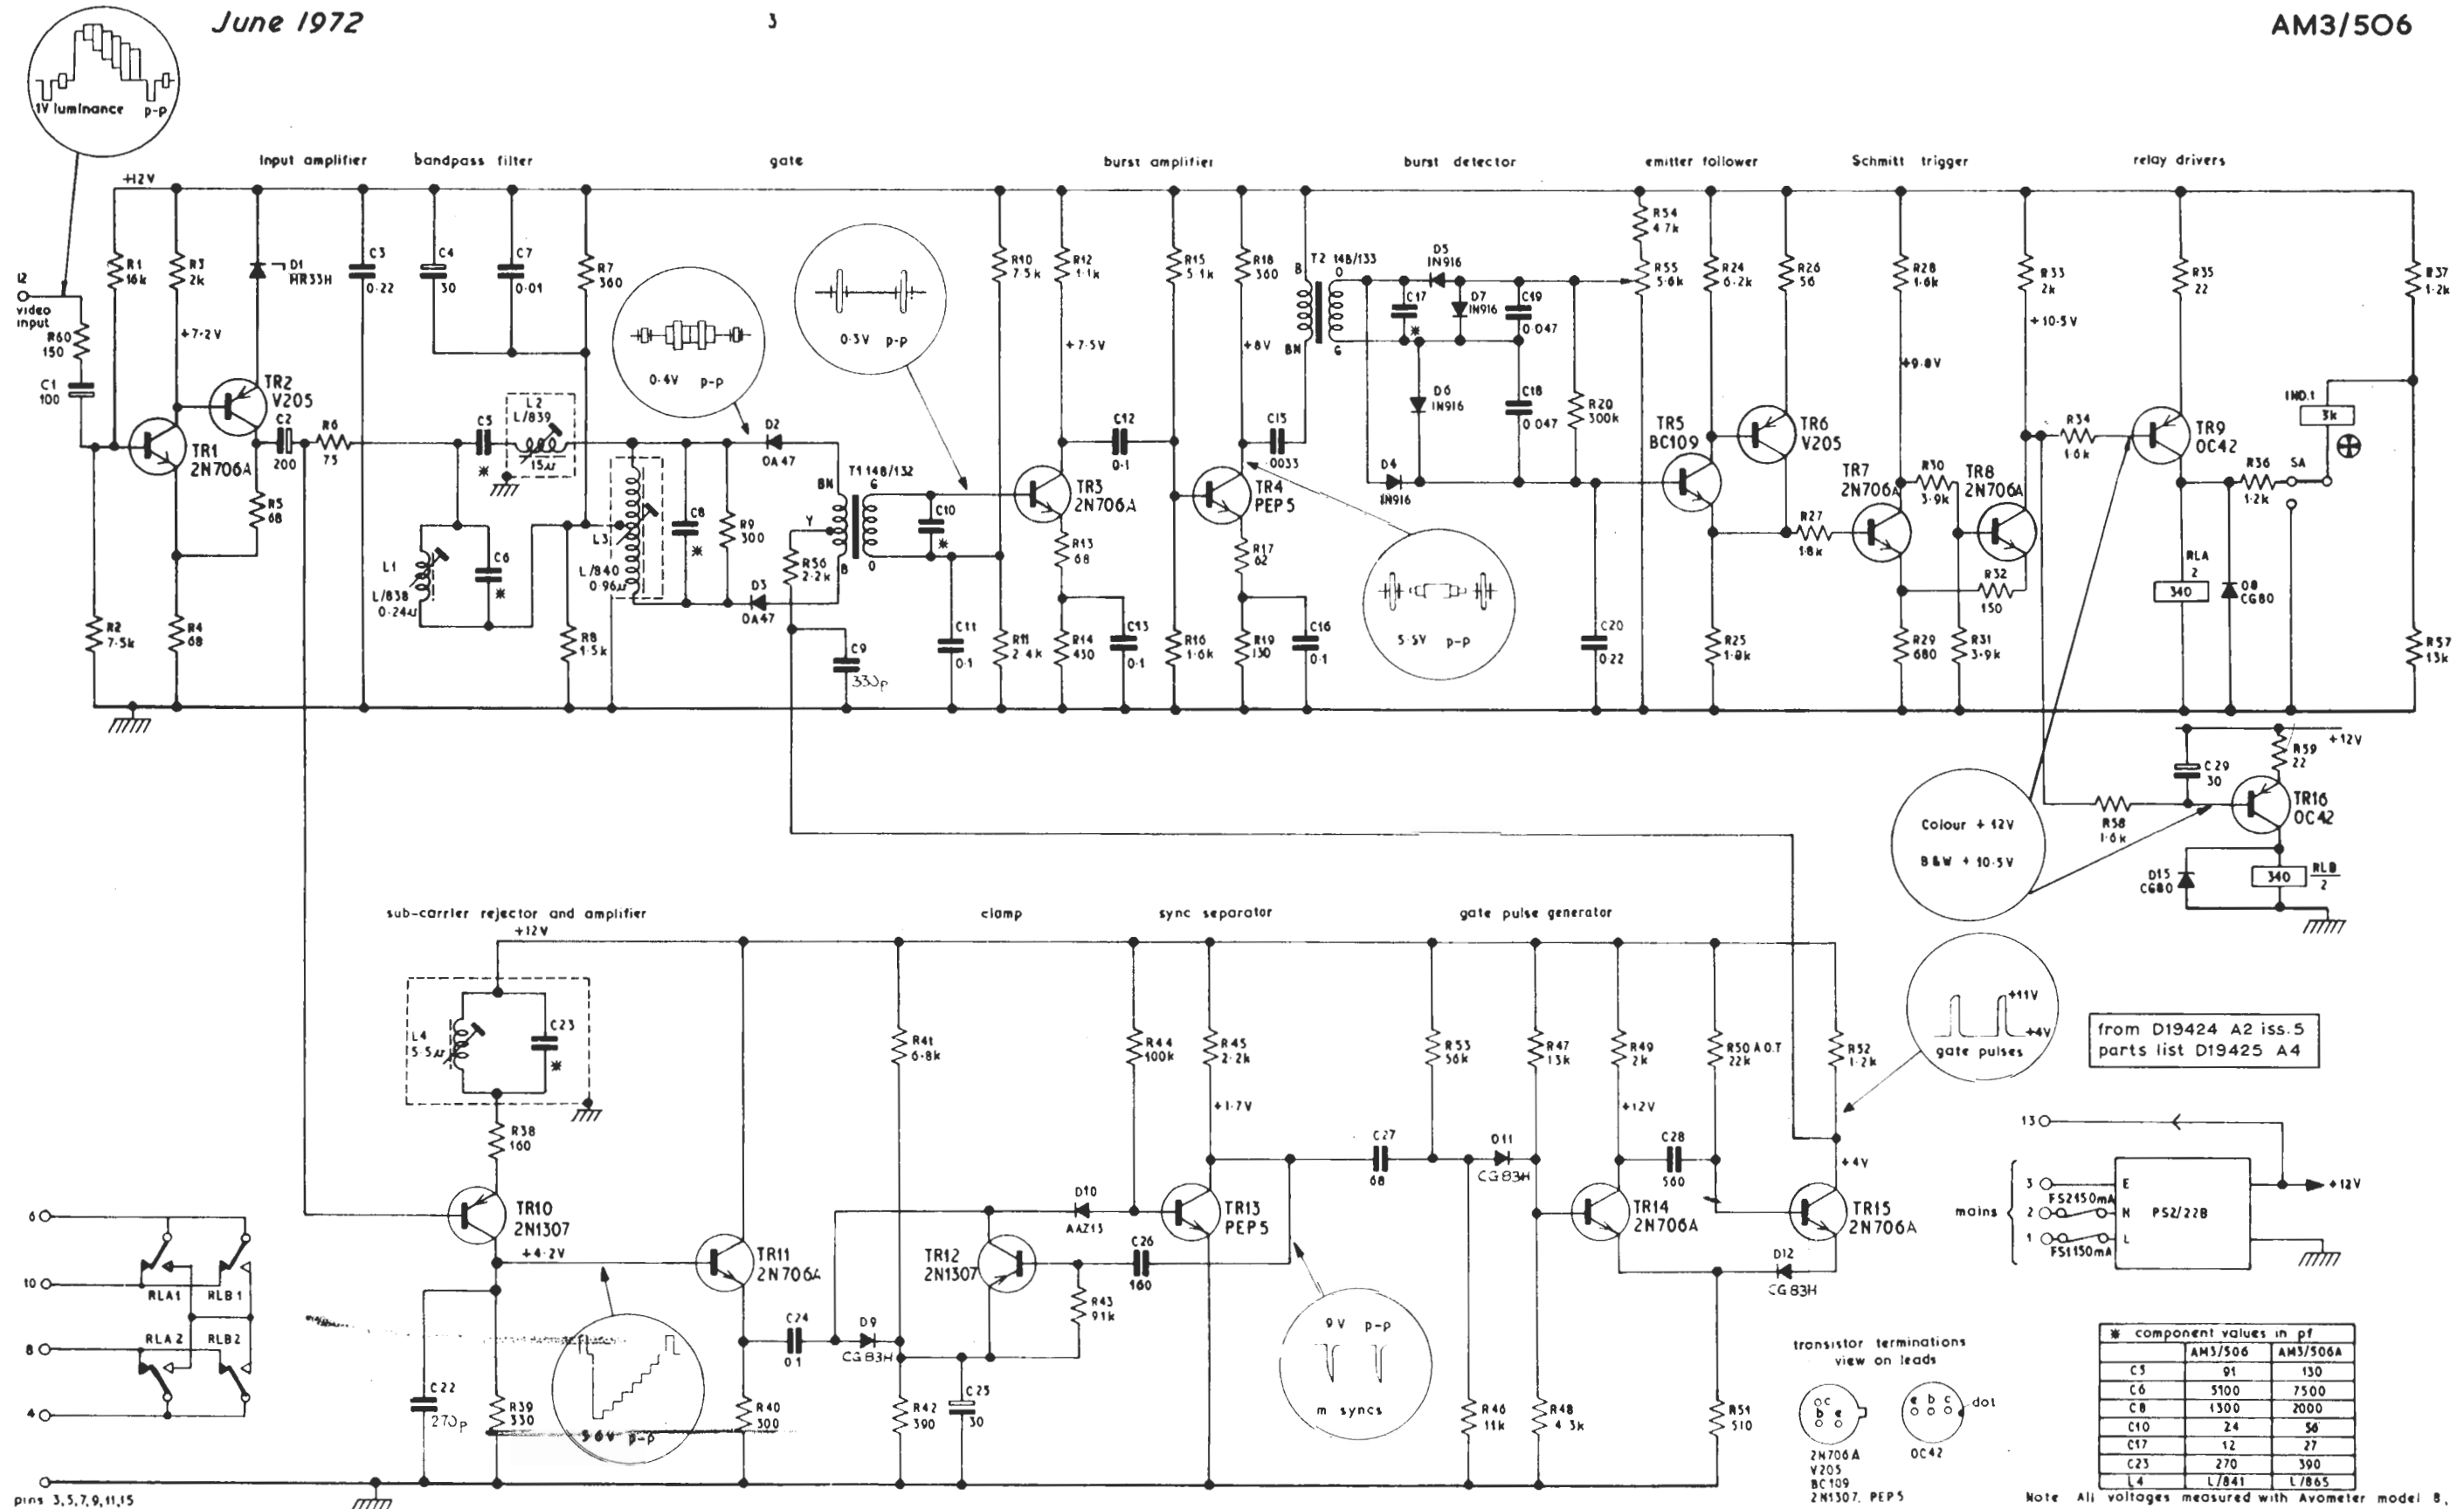 June 1972
3
AM3/506
1V luminance p-p
input amplifier
bandpass filter
gate
burst amplifier
burst detector
emitter follower
Schmitt trigger
relay drivers
+12V
12
video input
R60 150
C1 100
R1 16k
R3 2k
+7·2V
D1 HR33H
TR2 V205
C2 200
TR1 2N706A
R2 7·5k
R4 68
R5 68
R6 75
C3 0·22
C4 30
C7 0·01
R7 360
C5 *
L2 L/839 15µ
L1 L/838 0·24µ
C6 *
R8 1·5k
L3 L/840 0·96µ
C8 *
R9 300
0·4V p-p
D2 OA47
D3 OA47
BN
Y
B
T1 148/132
G
O
R56 2·2k
C9 330p
C10 *
C11 0·1
0·3V p-p
R10 7·5k
R11 2·4k
R12 1·1k
+7·5V
TR3 2N706A
R13 68
R14 430
C13 0·1
C12 0·1
R15 5·1k
R16 1·6k
R18 360
+8V
C15 ·0033
TR4 PEP5
R17 62
R19 130
C16 0·1
5·5V p-p
T2 148/133
B
O
BN
G
C17 *
D5 IN916
D7 IN916
C19 0·047
D6 IN916
C18 0·047
D4 IN916
R20 300k
C20 0·22
R54 4·7k
R55 5·6k
R24 6·2k
R26 56
TR5 BC109
TR6 V205
R25 1·8k
R27 1·8k
R28 1·6k
+9·8V
TR7 2N706A
R30 3·9k
TR8 2N706A
R32 150
R29 680
R31 3·9k
R33 2k
+10·5V
R34 1·6k
R35 22
TR9 OC42
RLA 2
340
D8 CG80
R36 1·2k
SA
IND.1
3k
R37 1·2k
R57 13k
+12V
R59 22
C29 30
TR16 OC42
R58 1·6k
D15 CG80
340
RLB 2
Colour +12V
B&W +10·5V
sub-carrier rejector and amplifier
clamp
sync separator
gate pulse generator
+12V
L4 5·5µ
C23 *
R38 160
TR10 2N1307
+4·2V
C22 270p
R39 330
5·6V p-p
TR11 2N706A
C24 0·1
R40 300
D9 CG83H
R41 6·8k
R42 390
C25 30
TR12 2N1307
R43 91k
D10 AAZ15
C26 160
R44 100k
R45 2·2k
+1·7V
TR13 PEP5
9V p-p
m syncs
C27 68
R53 56k
R46 11k
D11 CG83H
R47 13k
R48 4·3k
R49 2k
+12V
TR14 2N706A
C28 560
R50 A.O.T 22k
R52 1·2k
+4V
TR15 2N706A
D12 CG83H
R51 510
+11V
+4V
gate pulses
from D19424 A2 iss.5
parts list D19425 A4
13
mains
3
FS2150mA
2
1
FS1150mA
E
N
L
PS2/22B
+12V
6
10
8
4
RLA1
RLB1
RLA2
RLB2
pins 3,5,7,9,11,15
transistor terminations
view on leads
c
b e
e b c
dot
2N706A
V205
BC109
2N1307, PEP5
OC42
* component values in pf
AM3/506 AM3/506A
C5 91 130
C6 5100 7500
C8 1300 2000
C10 24 56
C17 12 27
C23 270 390
L4 L/841 L/865
Note All voltages measured with Avometer model 8.